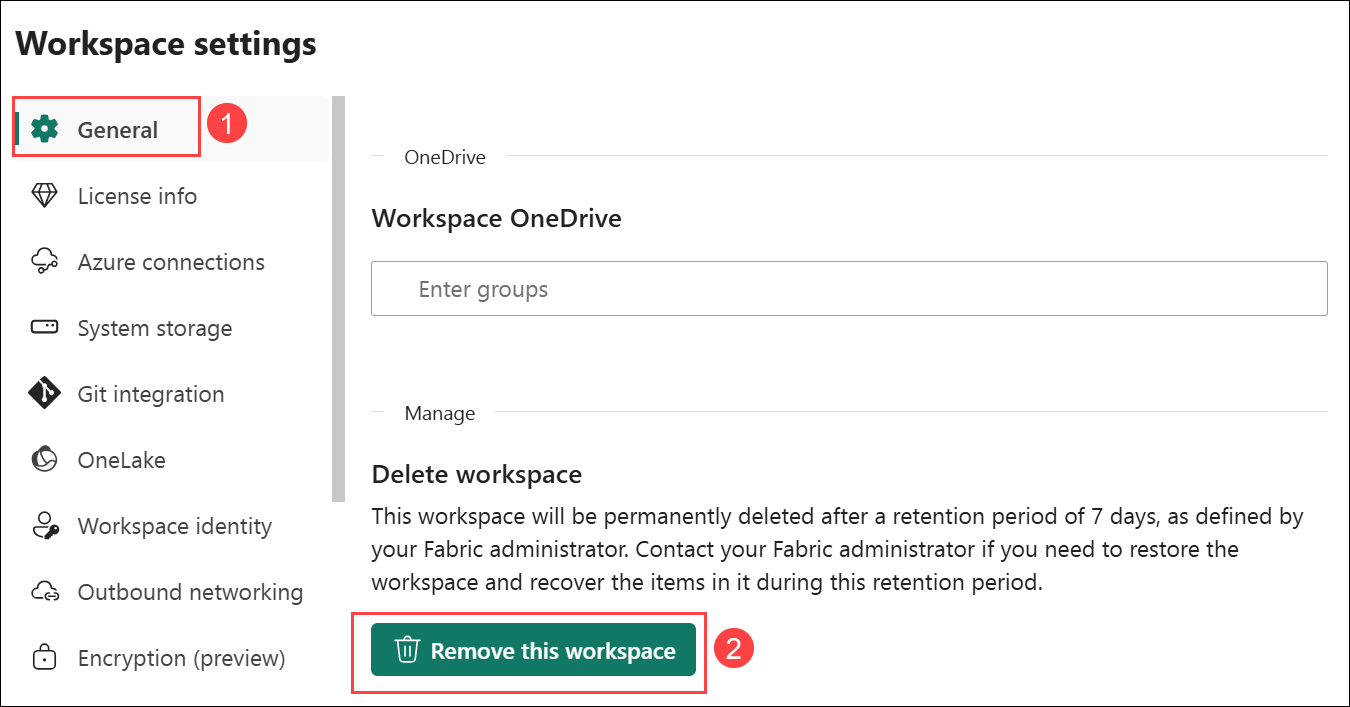 Workspace settings
General
1
License info
Azure connections
System storage
Git integration
OneLake
Workspace identity
Outbound networking
Encryption (preview)
OneDrive
Workspace OneDrive
Enter groups
Manage
Delete workspace
This workspace will be permanently deleted after a retention period of 7 days, as defined by
your Fabric administrator. Contact your Fabric administrator if you need to restore the
workspace and recover the items in it during this retention period.
Remove this workspace
2